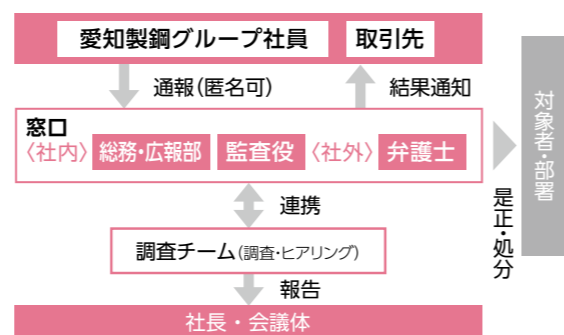 愛知製鋼グループ社員
取引先
通報(匿名可)
結果通知
窓口
〈社内〉 総務・広報部 監査役 〈社外〉 弁護士
対象者・部署
是正・処分
連携
調査チーム(調査・ヒアリング)
報告
社長・会議体